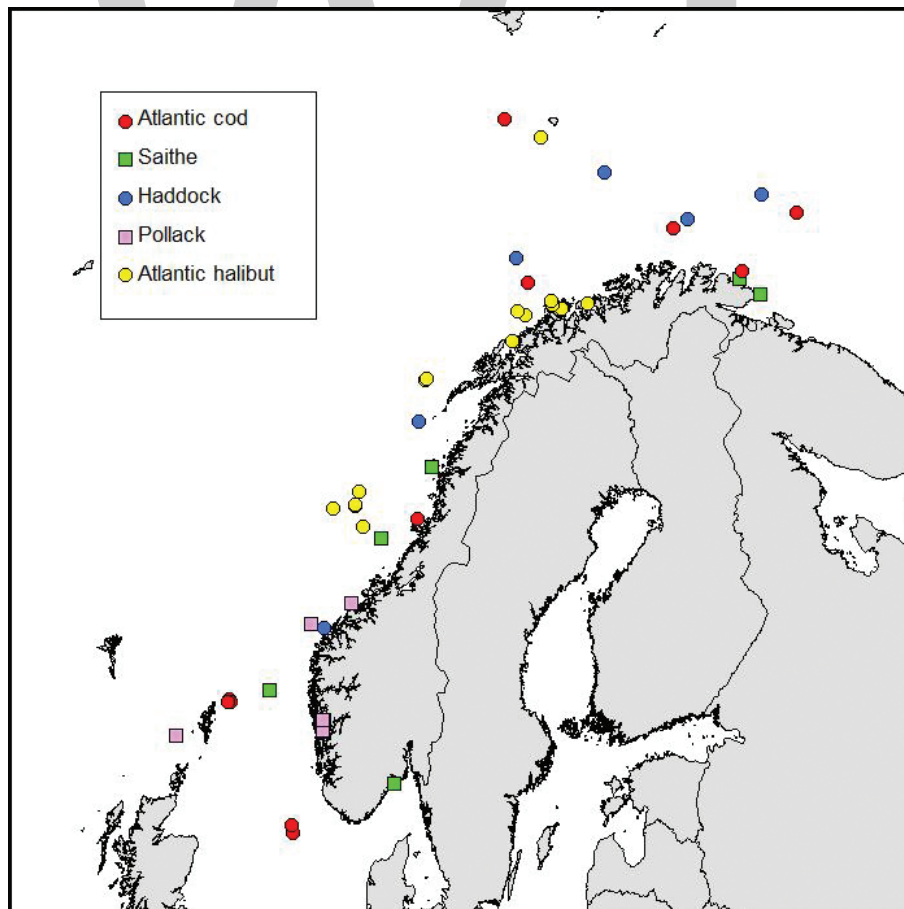 Atlantic cod
Saithe
Haddock
Pollack
Atlantic halibut